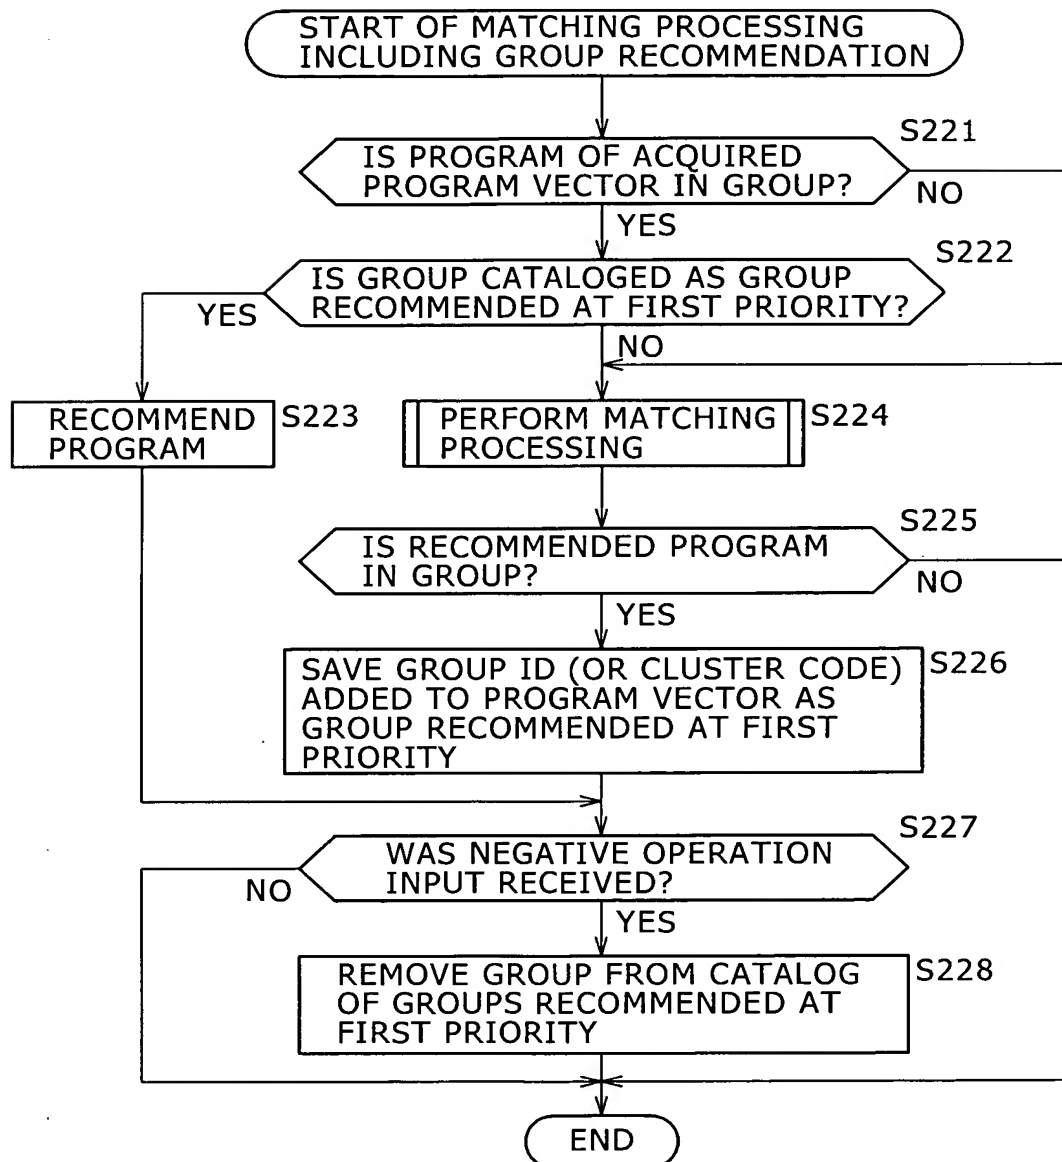 START OF MATCHING PROCESSING
INCLUDING GROUP RECOMMENDATION
S221
IS PROGRAM OF ACQUIRED
PROGRAM VECTOR IN GROUP?
NO
YES
S222
IS GROUP CATALOGED AS GROUP
RECOMMENDED AT FIRST PRIORITY?
YES
NO
RECOMMEND
PROGRAM
S223
PERFORM MATCHING
PROCESSING
S224
S225
IS RECOMMENDED PROGRAM
IN GROUP?
NO
YES
SAVE GROUP ID (OR CLUSTER CODE)
ADDED TO PROGRAM VECTOR AS
GROUP RECOMMENDED AT FIRST
PRIORITY
S226
S227
WAS NEGATIVE OPERATION
INPUT RECEIVED?
NO
YES
REMOVE GROUP FROM CATALOG
OF GROUPS RECOMMENDED AT
FIRST PRIORITY
S228
END